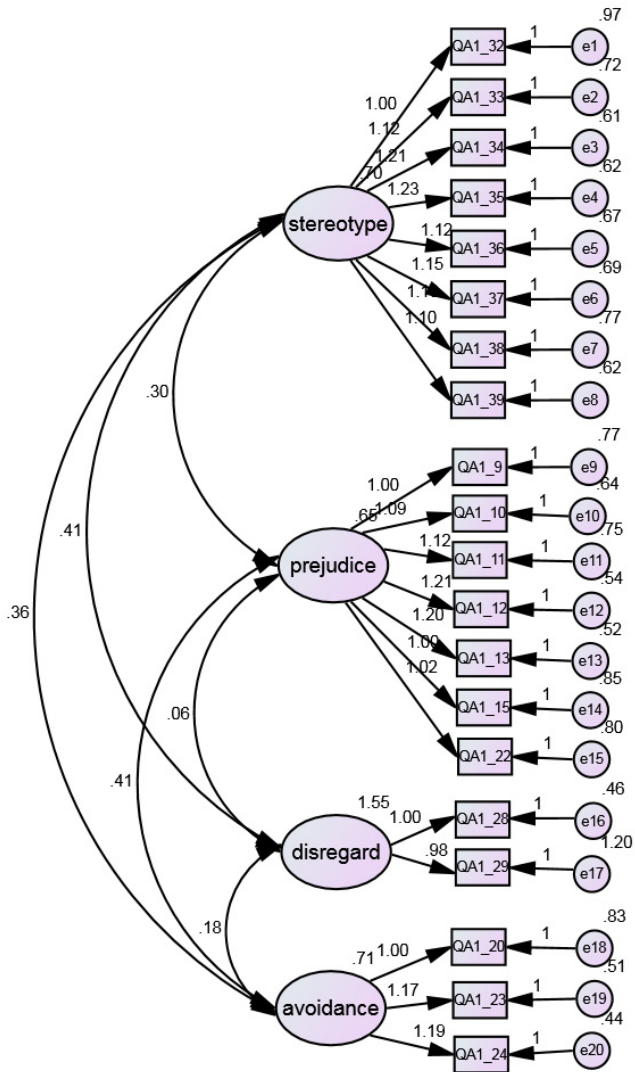 .97
QA1_32
1
e1
.72
QA1_33
1
e2
.61
1.00
1.12
QA1_34
1
e3
.62
1.21
.70
1.23
QA1_35
1
e4
.67
stereotype
1.12
QA1_36
1
e5
.69
1.15
QA1_37
1
e6
.77
1.10
QA1_38
1
e7
.62
QA1_39
1
e8
.30
.77
QA1_9
1
e9
.64
1.00
.65
1.09
QA1_10
1
e10
.75
1.12
QA1_11
1
e11
.54
prejudice
1.21
QA1_12
1
e12
.52
1.20
1.00
QA1_13
1
e13
.85
1.02
QA1_15
1
e14
.80
QA1_22
1
e15
.41
.36
.06
.41
.46
1.55
1.00
QA1_28
1
e16
1.20
disregard
.98
QA1_29
1
e17
.18
.83
.71
1.00
QA1_20
1
e18
.51
avoidance
1.17
QA1_23
1
e19
.44
1.19
QA1_24
1
e20